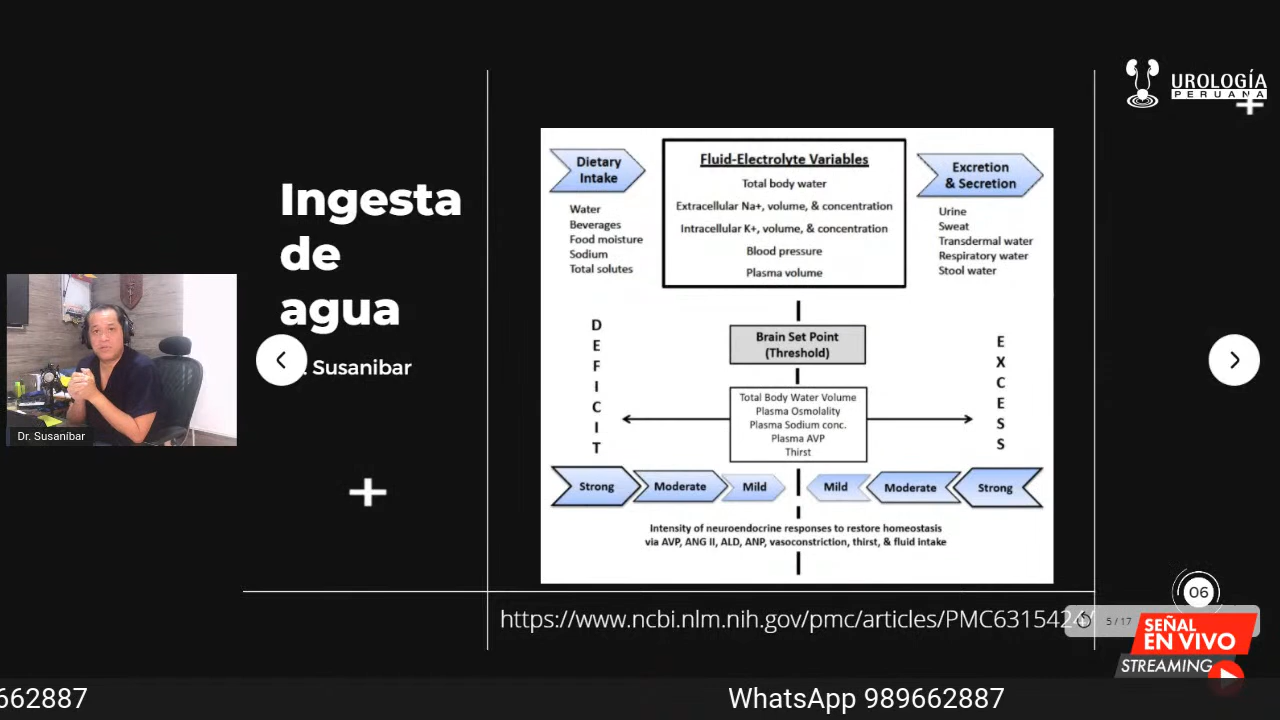 UROLOGÍA
PERUANA
Ingesta
de
agua
. Susanibar
Dr. Susaníbar
Dietary
Intake
Water
Beverages
Food moisture
Sodium
Total solutes
Fluid-Electrolyte Variables
Total body water
Extracellular Na+, volume, & concentration
Intracellular K+, volume, & concentration
Blood pressure
Plasma volume
Excretion
& Secretion
Urine
Sweat
Transdermal water
Respiratory water
Stool water
DEFICIT
Brain Set Point
(Threshold)
Total Body Water Volume
Plasma Osmolality
Plasma Sodium conc.
Plasma AVP
Thirst
EXCESS
Strong Moderate Mild Mild Moderate Strong
Intensity of neuroendocrine responses to restore homeostasis
via AVP, ANG II, ALD, ANP, vasoconstriction, thirst, & fluid intake
06
https://www.ncbi.nlm.nih.gov/pmc/articles/PMC6315424/
5 / 17
SEÑAL
EN VIVO
STREAMING
662887
WhatsApp 989662887